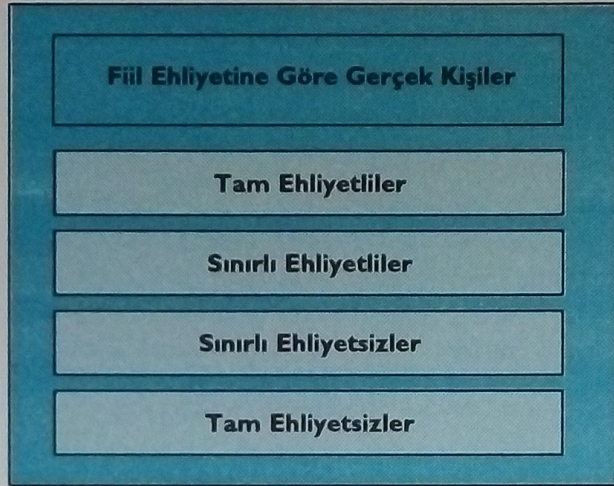 Fiil Ehliyetine Göre Gerçek Kişiler
Tam Ehliyetliler
Sınırlı Ehliyetliler
Sınırlı Ehliyetsizler
Tam Ehliyetsizler